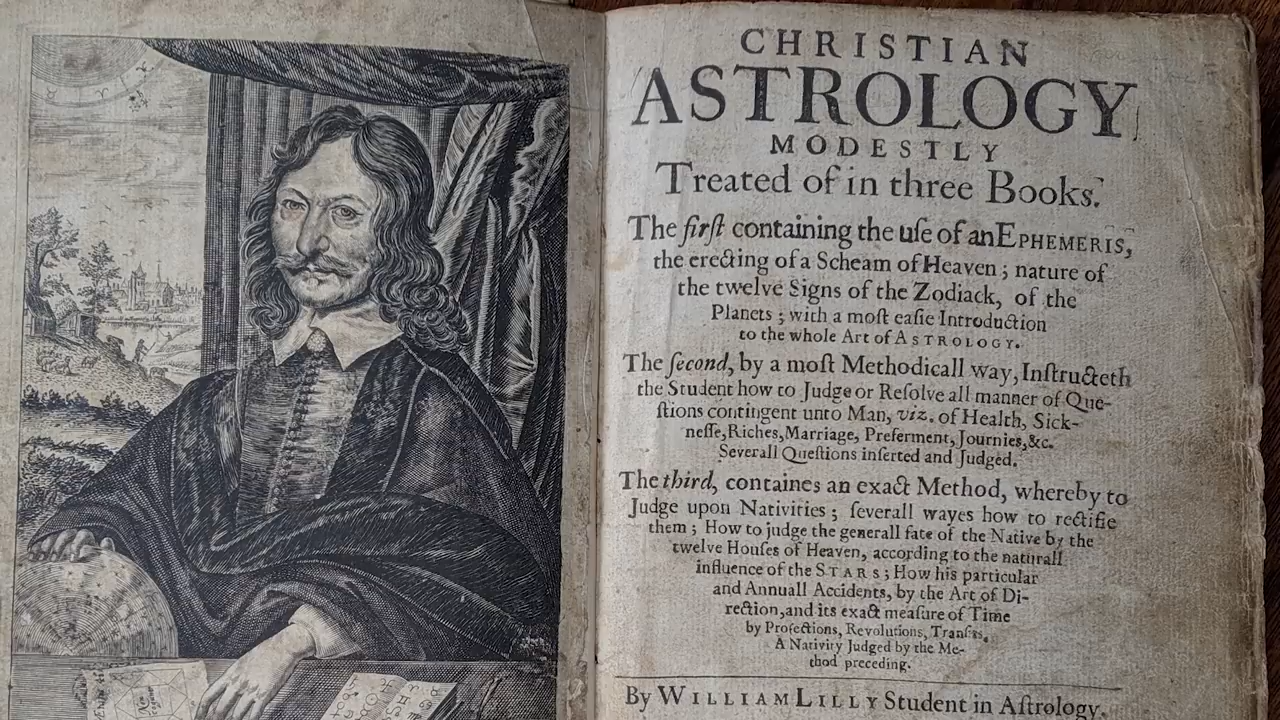 CHRISTIAN
ASTROLOGY
MODESTLY
Treated of in three Books.
The firſt containing the uſe of an EPHEMERIS,
the erecting of a Scheam of Heaven; nature of
the twelve Signs of the Zodiack, of the
Planets; with a moſt eaſie Introduction
to the whole Art of ASTROLOGY.
The ſecond, by a moſt Methodicall way, Inſtructeth
the Student how to Judge or Reſolve all manner of Que-
ſtions contingent unto Man, viz. of Health, Sick-
neſſe, Riches, Marriage, Preferment, Journies, &c.
Severall Queſtions inſerted and Judged.
The third, containes an exact Method, whereby to
Judge upon Nativities; ſeverall wayes how to rectifie
them; How to judge the generall fate of the Native by the
twelve Houſes of Heaven, according to the naturall
influence of the STARS; How his particular
and Annuall Accidents, by the Art of Di-
rection, and its exact meaſure of Time
by Profections, Revolutions, Tranſits.
A Nativity Judged by the Me-
thod preceding.
By WILLIAM LILLY Student in Aſtrology.